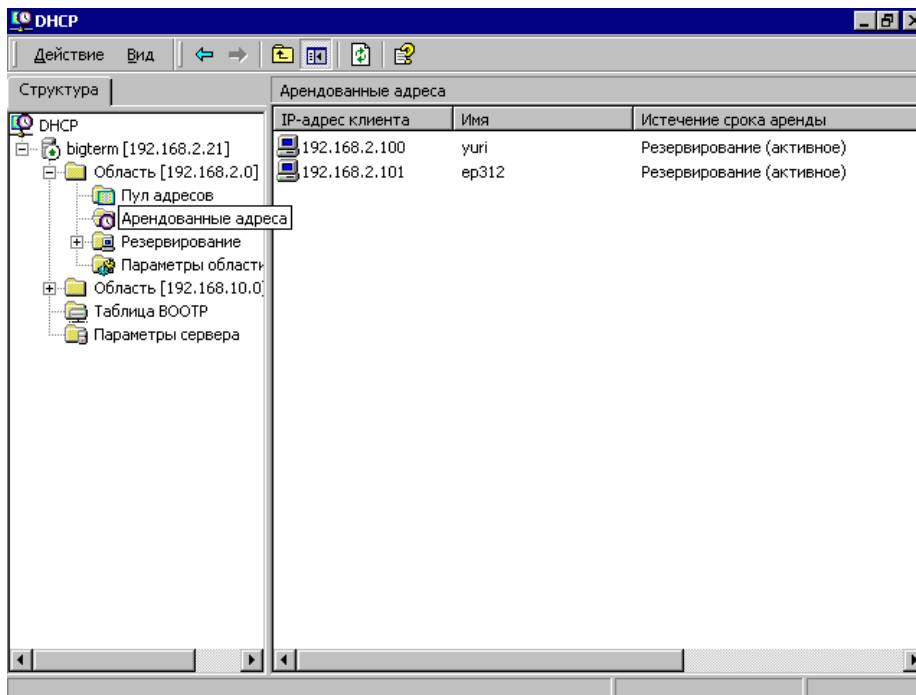 DHCP
Действие Вид
Структура
Арендованные адреса
IP-адрес клиента Имя Истечение срока аренды
DHCP
bigterm [192.168.2.21]
Область [192.168.2.0]
Пул адресов
Арендованные адреса
Резервирование
Параметры области
Область [192.168.10.0]
Таблица BOOTP
Параметры сервера
192.168.2.100 yuri Резервирование (активное)
192.168.2.101 ep312 Резервирование (активное)